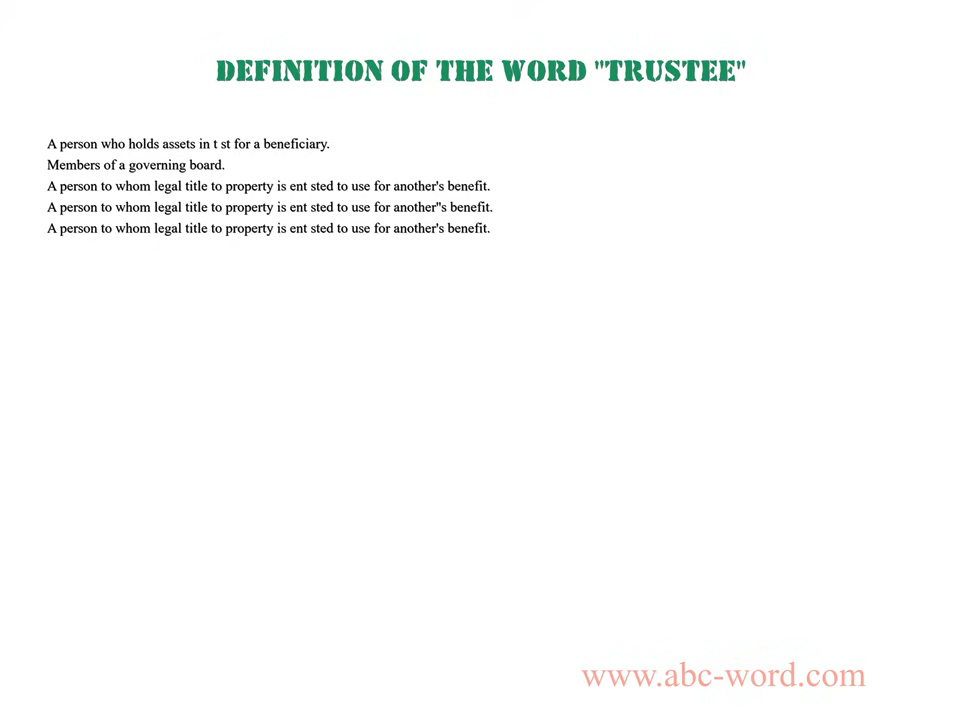 DEFINITION OF THE WORD "TRUSTEE"
A person who holds assets in t st for a beneficiary.
Members of a governing board.
A person to whom legal title to property is ent sted to use for another's benefit.
A person to whom legal title to property is ent sted to use for another"s benefit.
A person to whom legal title to property is ent sted to use for another's benefit.
www.abc-word.com